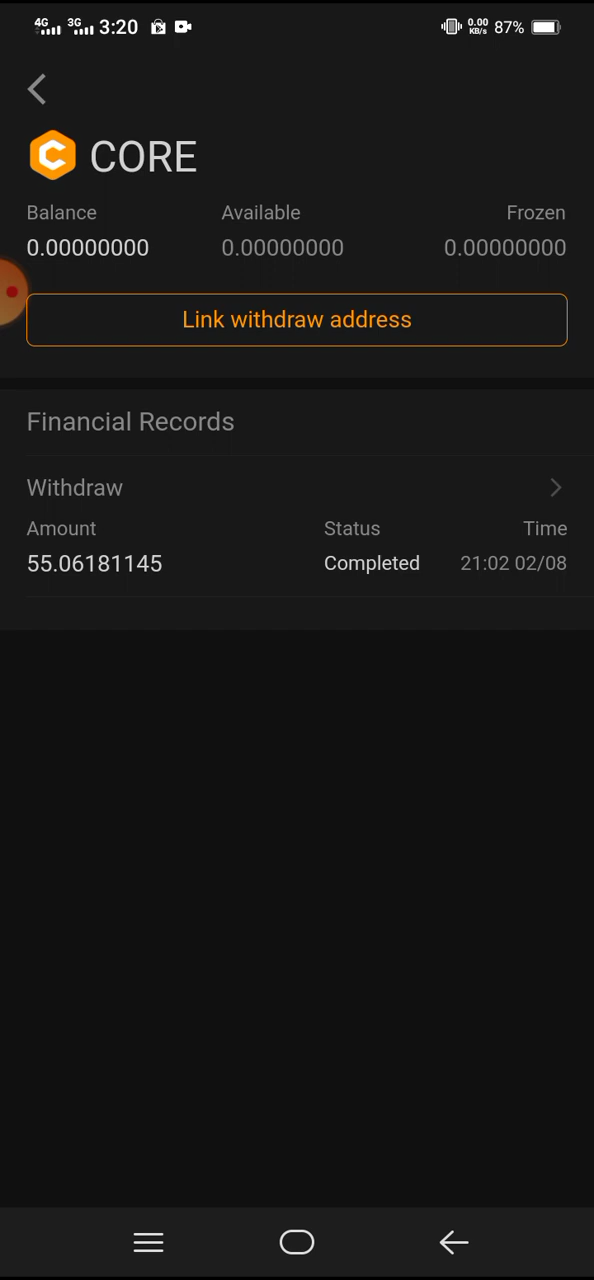 4G 3G 3:20 0.00 KB/s 87%
CORE
Balance Available Frozen
0.00000000 0.00000000 0.00000000
Link withdraw address
Financial Records
Withdraw
Amount Status Time
55.06181145 Completed 21:02 02/08